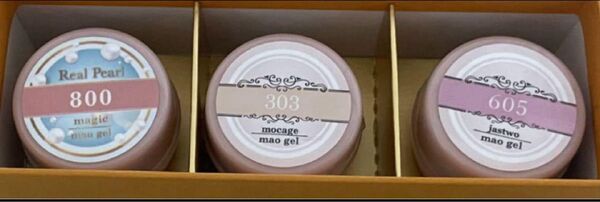 Real Pearl
800
magic
mao gel
303
mocage
mao gel
605
jastwo
mao gel